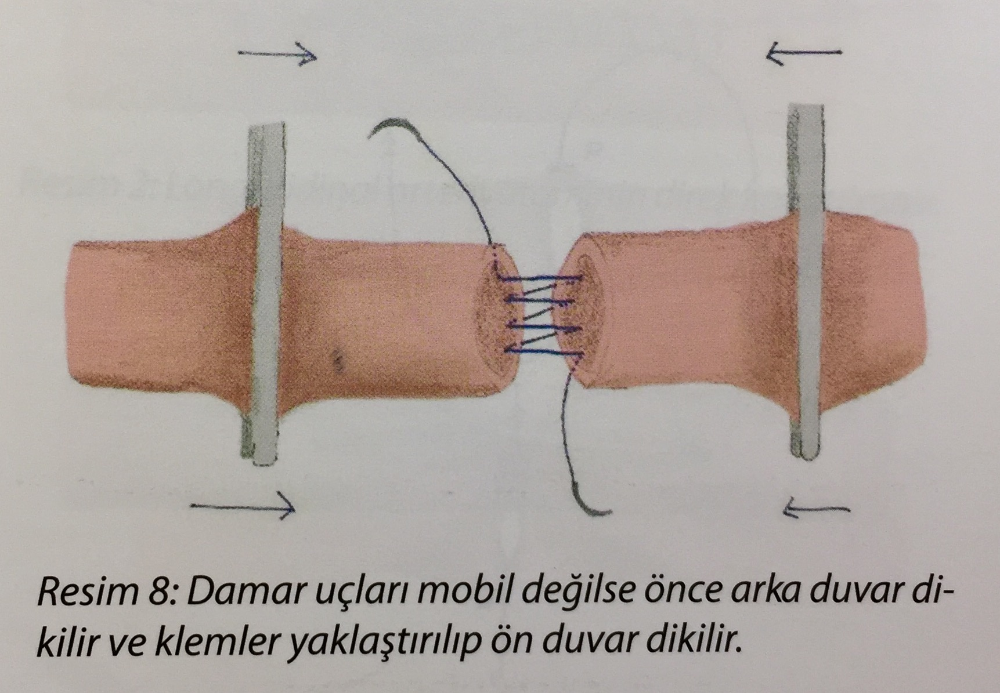 Resim 8: Damar uçları mobil değilse önce arka duvar di-
kilir ve klemler yaklaştırılıp ön duvar dikilir.